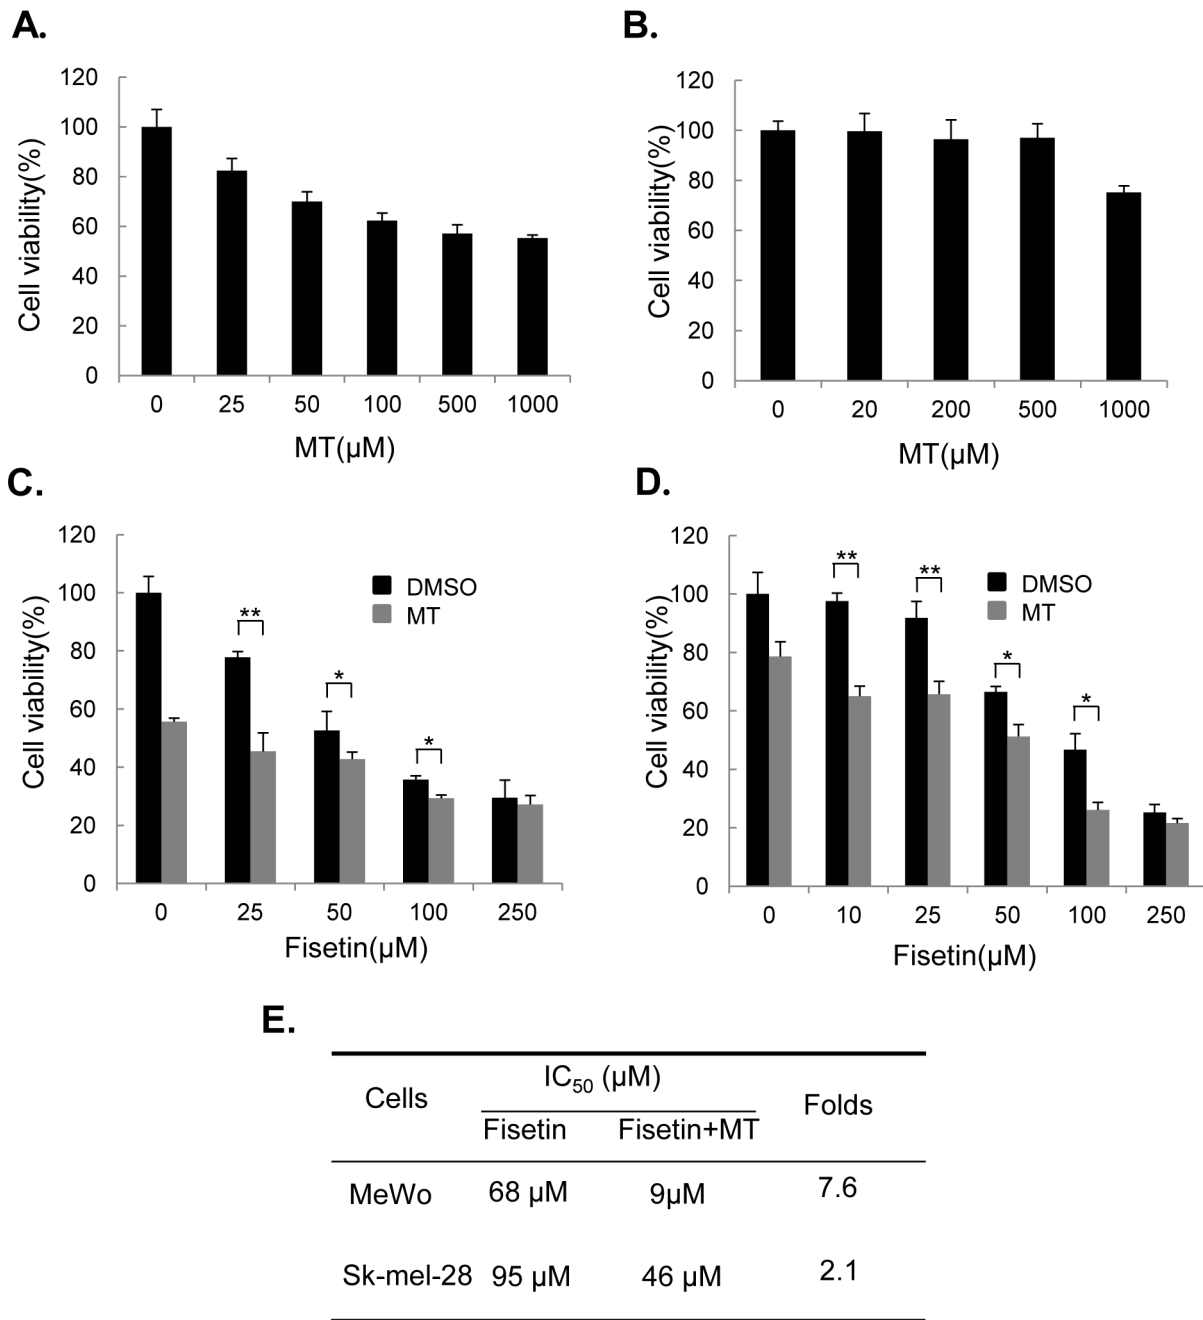 A.
120
100
80
60
40
20
0
Cell viability(%)
0 25 50 100 500 1000
MT(µM)
B.
120
100
80
60
40
20
0
Cell viability(%)
0 20 200 500 1000
MT(µM)
C.
120
100
80
60
40
20
0
Cell viability(%)
DMSO
MT
**
*
*
0 25 50 100 250
Fisetin(µM)
D.
120
100
80
60
40
20
0
Cell viability(%)
DMSO
MT
**
**
*
*
0 10 25 50 100 250
Fisetin(µM)
E.
Cells IC50 (µM) Folds
Fisetin Fisetin+MT
MeWo 68 µM 9µM 7.6
Sk-mel-28 95 µM 46 µM 2.1